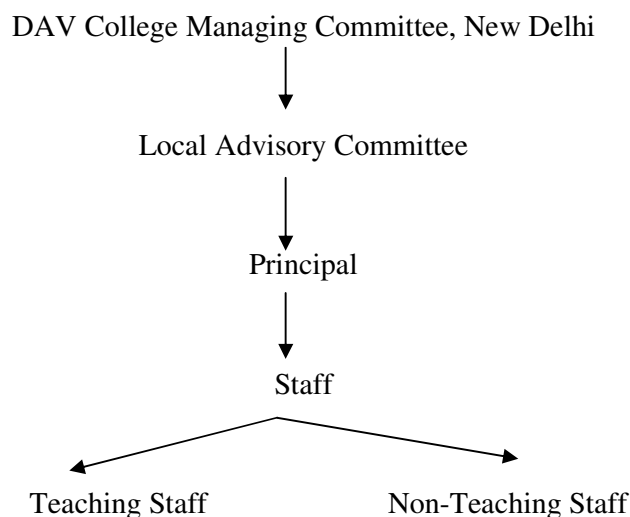 DAV College Managing Committee, New Delhi
Local Advisory Committee
Principal
Staff
Teaching Staff
Non-Teaching Staff